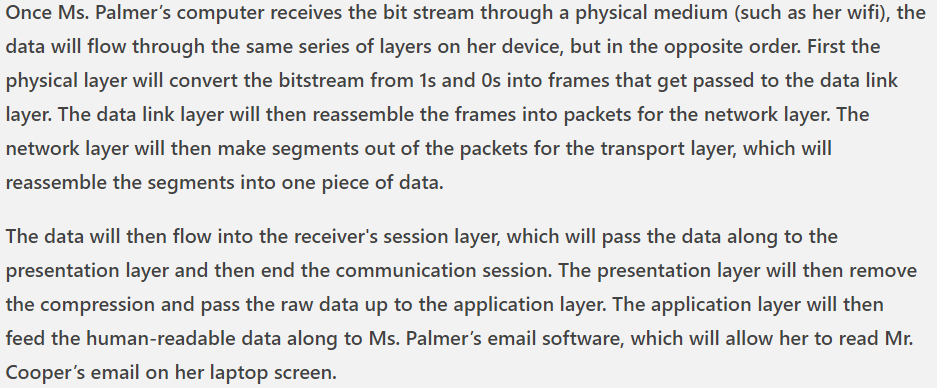 Once Ms. Palmer’s computer receives the bit stream through a physical medium (such as her wifi), the
data will flow through the same series of layers on her device, but in the opposite order. First the
physical layer will convert the bitstream from 1s and 0s into frames that get passed to the data link
layer. The data link layer will then reassemble the frames into packets for the network layer. The
network layer will then make segments out of the packets for the transport layer, which will
reassemble the segments into one piece of data.
The data will then flow into the receiver's session layer, which will pass the data along to the
presentation layer and then end the communication session. The presentation layer will then remove
the compression and pass the raw data up to the application layer. The application layer will then
feed the human-readable data along to Ms. Palmer’s email software, which will allow her to read Mr.
Cooper’s email on her laptop screen.